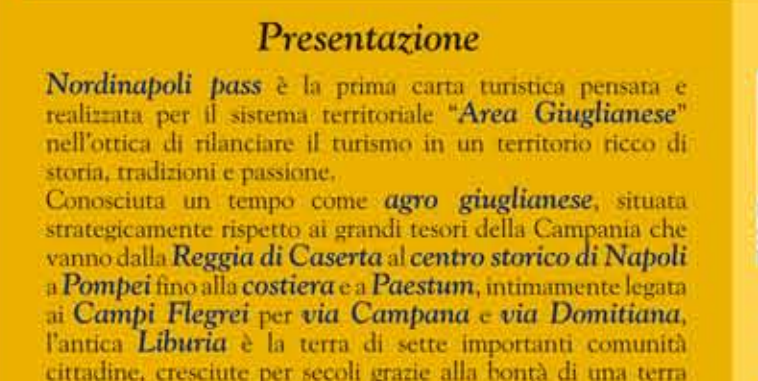 Presentazione
Nordinapoli pass è la prima carta turistica pensata e
realizzata per il sistema territoriale “Area Giuglianese”
nell'ottica di rilanciare il turismo in un territorio ricco di
storia, tradizioni e passione.
Conosciuta un tempo come agro giuglianese, situata
strategicamente rispetto ai grandi tesori della Campania che
vanno dalla Reggia di Caserta al centro storico di Napoli
a Pompei fino alla costiera e a Paestum, intimamente legata
ai Campi Flegrei per via Campana e via Domitiana,
l'antica Liburia è la terra di sette importanti comunità
cittadine, cresciute per secoli grazie alla bontà di una terra